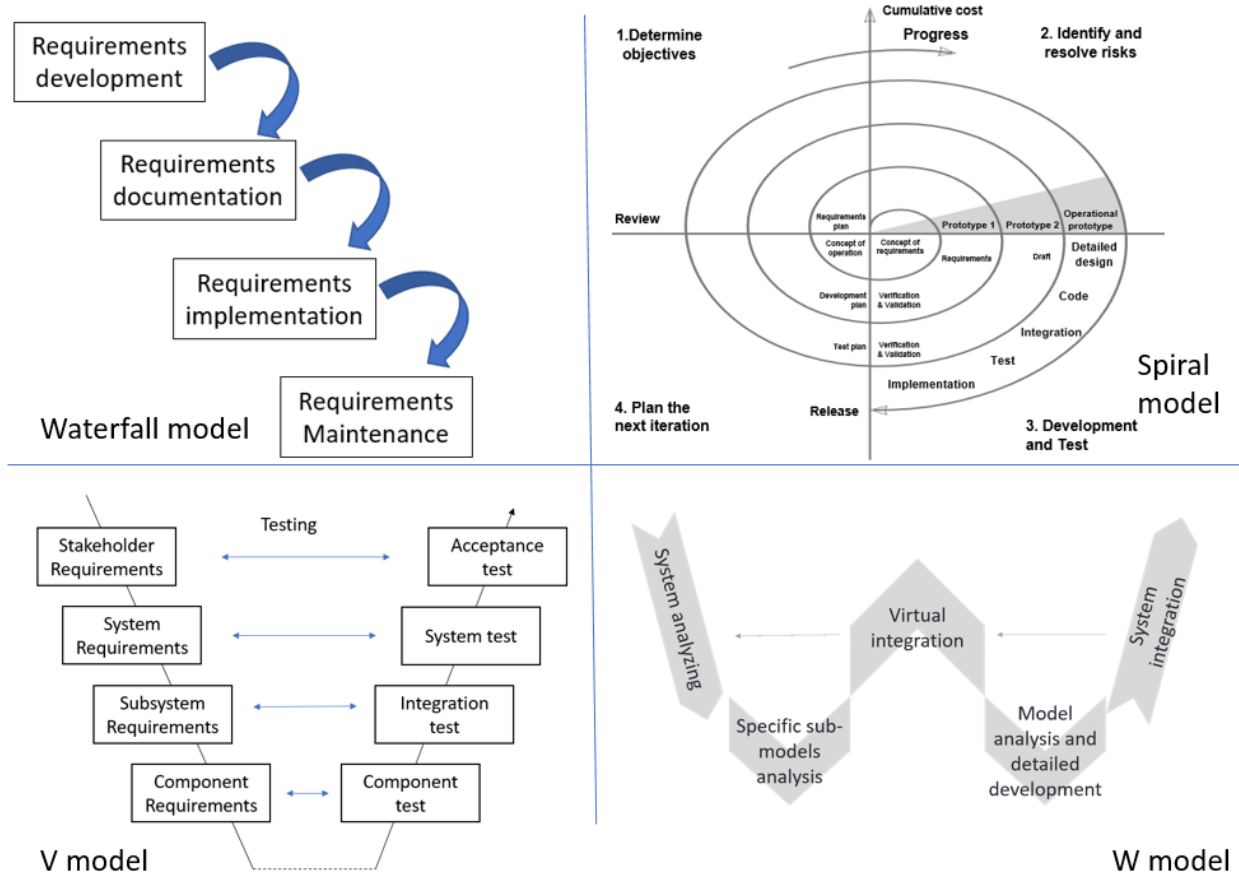 Requirements
development
Requirements
documentation
Requirements
implementation
Requirements
Maintenance
Waterfall model
Cumulative cost
Progress
1.Determine
objectives
2. Identify and
resolve risks
Review
Requirements
plan
Prototype 1
Prototype 2
Operational
prototype
Concept of
operation
Concept of
requirements
Requirements
Draft
Detailed
design
Development
plan
Verification
& Validation
Code
Integration
Test plan
Verification
& Validation
Test
Implementation
Release
4. Plan the
next iteration
3. Development
and Test
Spiral
model
Testing
Stakeholder
Requirements
Acceptance
test
System
Requirements
System test
Subsystem
Requirements
Integration
test
Component
Requirements
Component
test
V model
System analyzing
Specific sub-
models
analysis
Virtual
integration
Model
analysis and
detailed
development
System
integration
W model